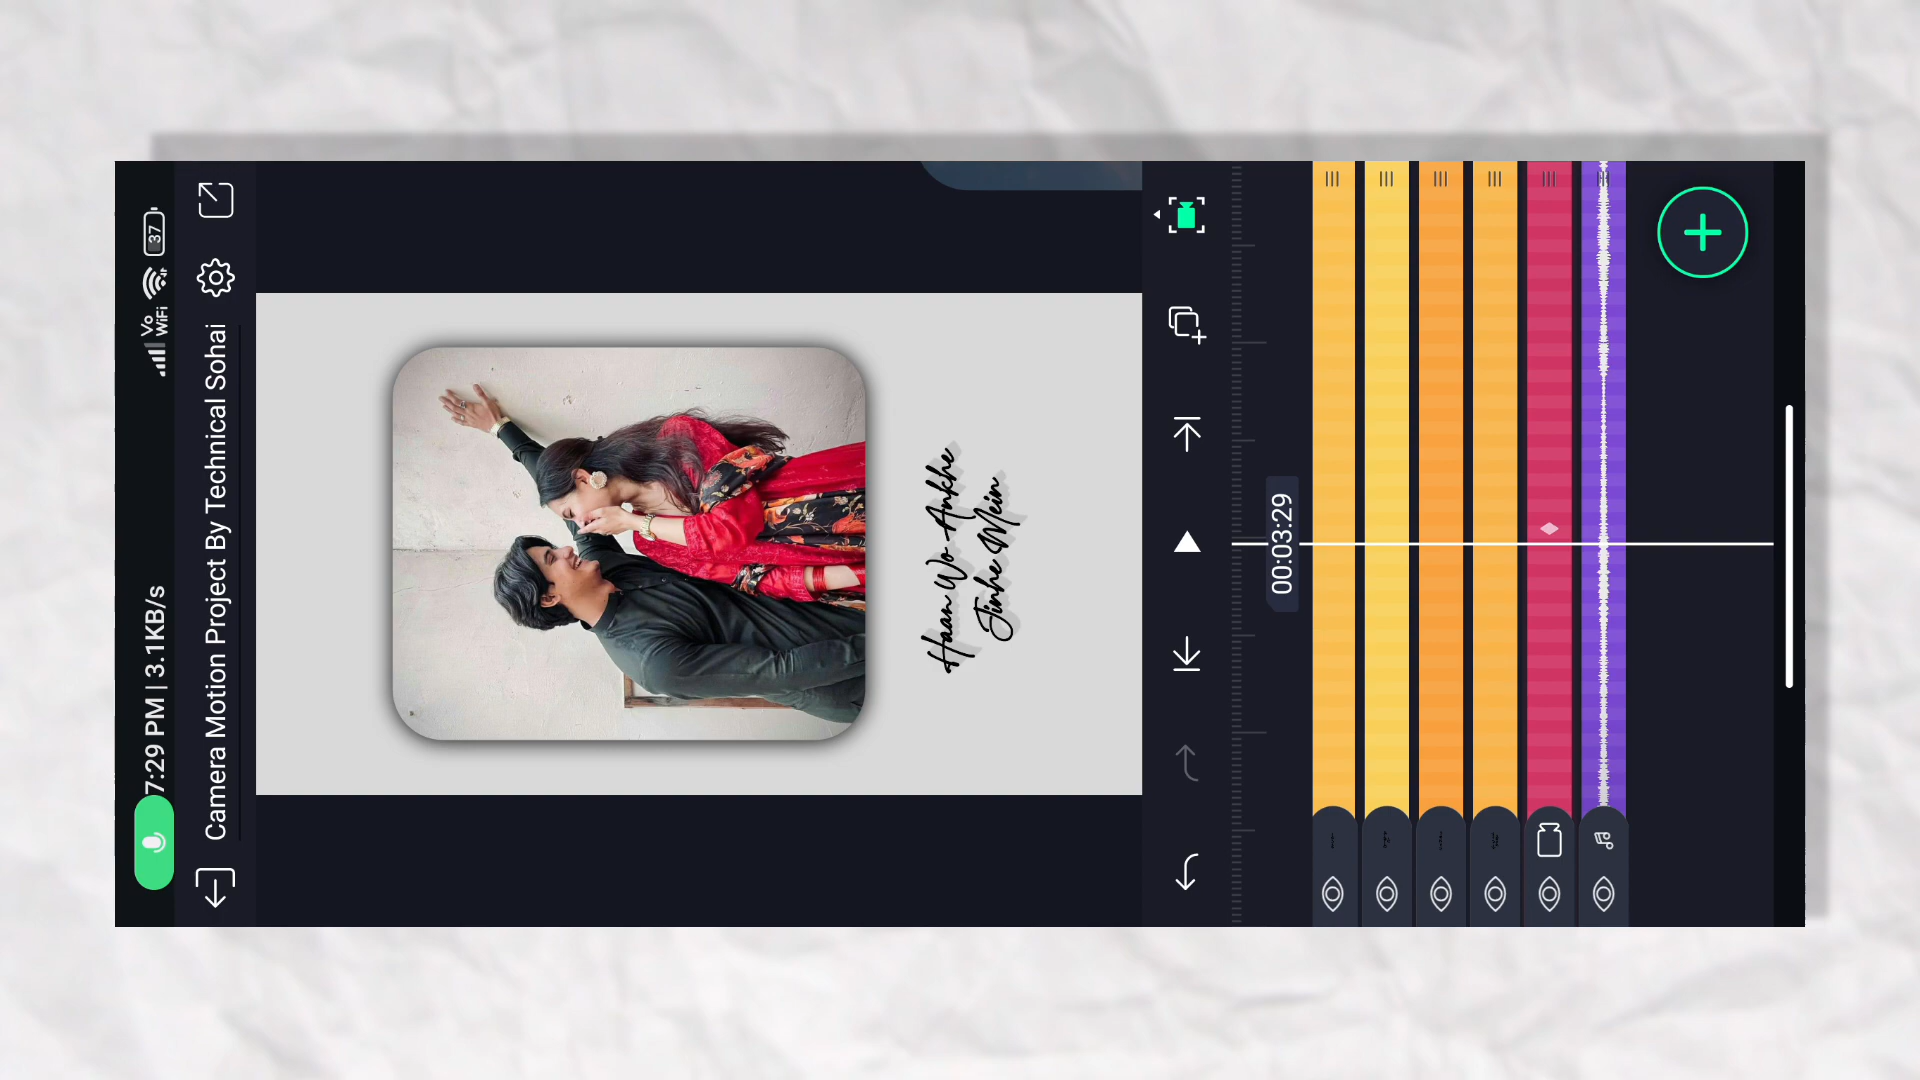 7:29 PM | 3.1KB/s
Vo
WiFi
37
Camera Motion Project By Technical Sohai
Haan Wo Ankhe
Jinhe Mein
00:03:29